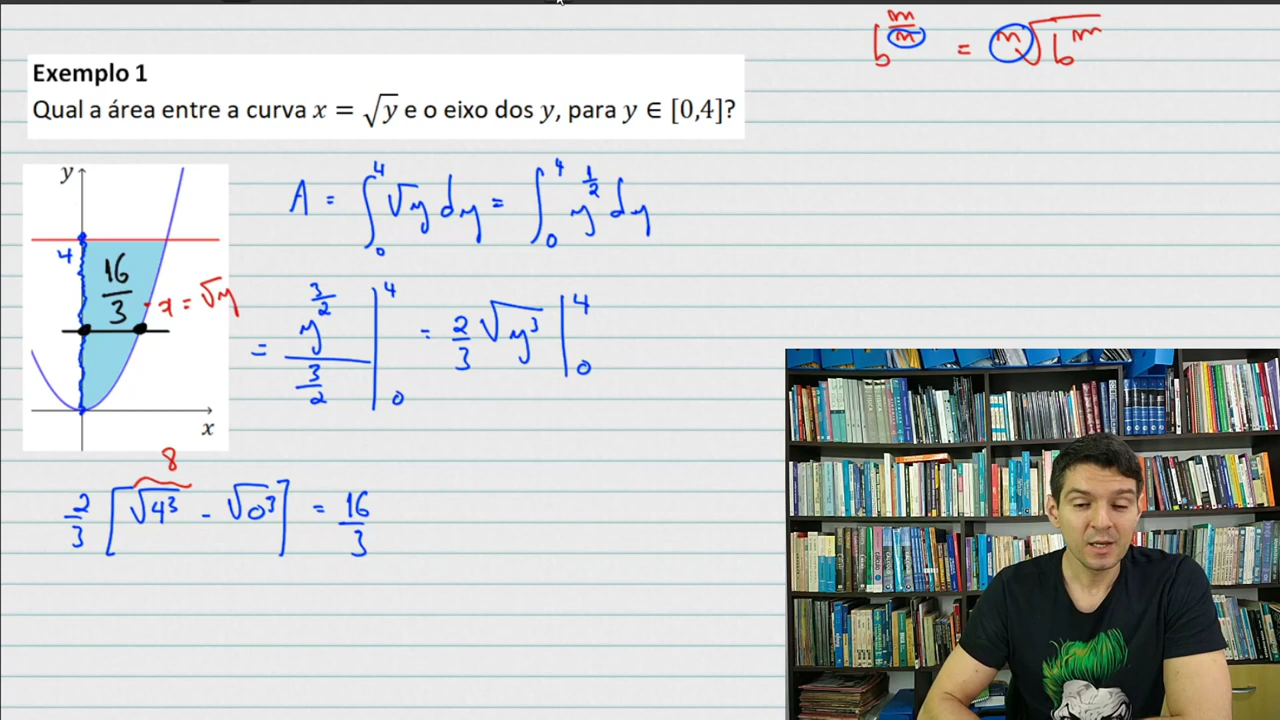 b^(m/n) = ⁿ√b^m
Exemplo 1
Qual a área entre a curva x = √y e o eixo dos y, para y ∈ [0,4]?
y
4
16/3
x = √y
x
A = ∫₀⁴ √y dy = ∫₀⁴ y^(1/2) dy
= y^(3/2) / (3/2) |₀⁴ = 2/3 √y³ |₀⁴
8
2/3 [√4³ - √0³] = 16/3